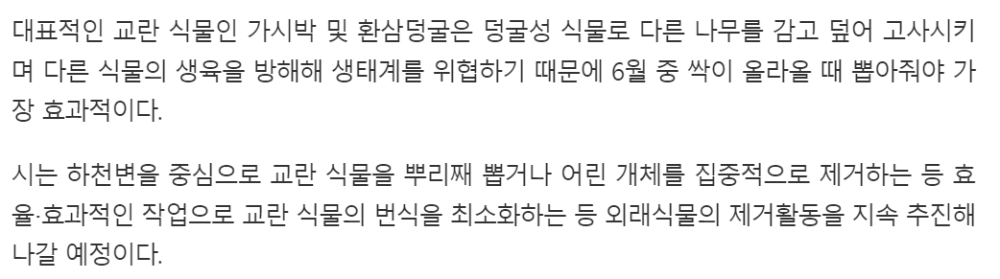 대표적인 교란 식물인 가시박 및 환삼덩굴은 덩굴성 식물로 다른 나무를 감고 덮어 고사시키
며 다른 식물의 생육을 방해해 생태계를 위협하기 때문에 6월 중 싹이 올라올 때 뽑아줘야 가
장 효과적이다.
시는 하천변을 중심으로 교란 식물을 뿌리째 뽑거나 어린 개체를 집중적으로 제거하는 등 효
율·효과적인 작업으로 교란 식물의 번식을 최소화하는 등 외래식물의 제거활동을 지속 추진해
나갈 예정이다.